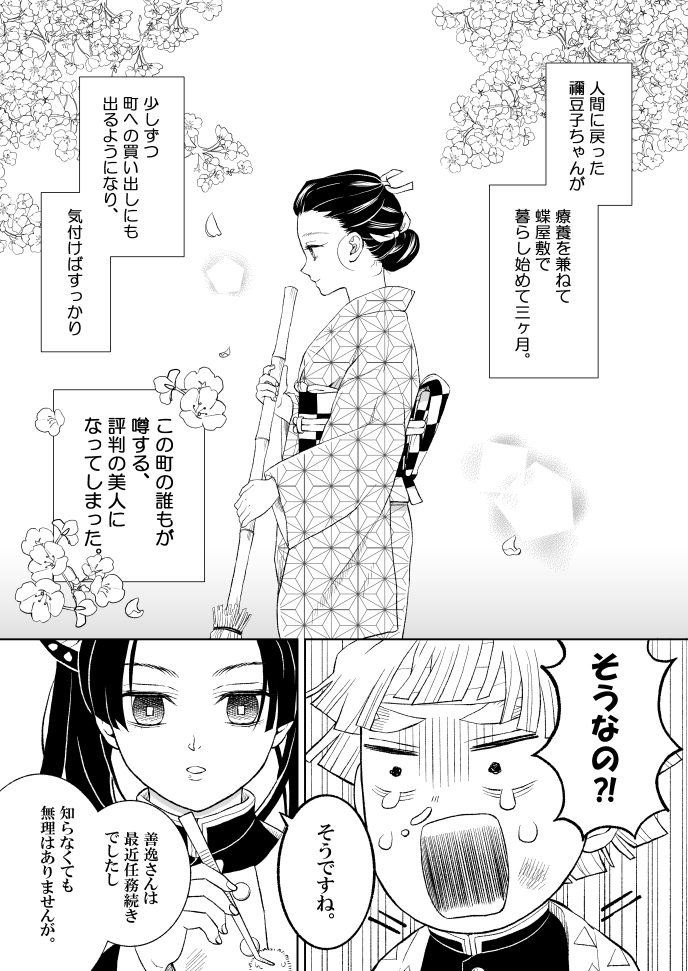 人間に戻った
禰豆子ちゃんが
療養を兼ねて
蝶屋敷で
暮らし始めて三ヶ月。
少しずつ
町への買い出しにも
出るようになり、
気付けばすっかり
この町の誰もが
噂する、
評判の美人に
なってしまった。
そうなの?!
そうですね。
善逸さんは
最近任務続き
でしたし
知らなくても
無理はありませんが。